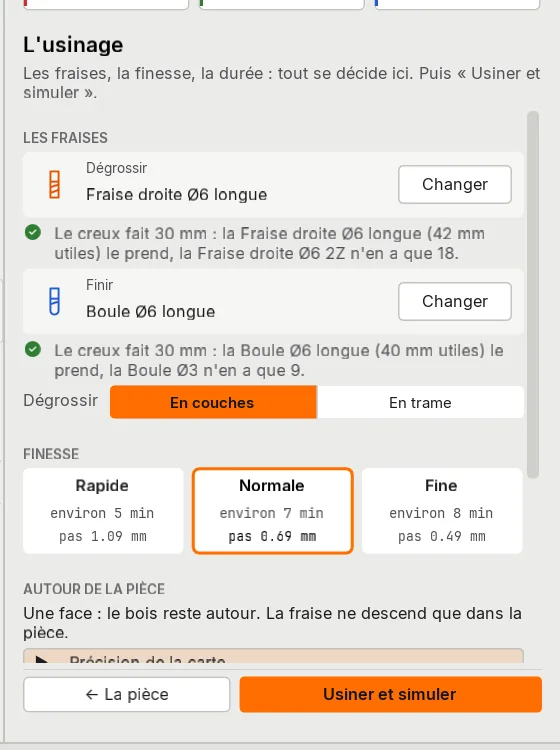 L'usinage
Les fraises, la finesse, la durée : tout se décide ici. Puis « Usiner et
simuler ».
LES FRAISES
Dégrossir
Fraise droite Ø6 longue
Changer
Le creux fait 30 mm : la Fraise droite Ø6 longue (42 mm
utiles) le prend, la Fraise droite Ø6 2Z n'en a que 18.
Finir
Boule Ø6 longue
Changer
Le creux fait 30 mm : la Boule Ø6 longue (40 mm utiles) le
prend, la Boule Ø3 n'en a que 9.
Dégrossir
En couches
En trame
FINESSE
Rapide
environ 5 min
pas 1.09 mm
Normale
environ 7 min
pas 0.69 mm
Fine
environ 8 min
pas 0.49 mm
AUTOUR DE LA PIÈCE
Une face : le bois reste autour. La fraise ne descend que dans la
pièce.
Précision de la carte
← La pièce
Usiner et simuler